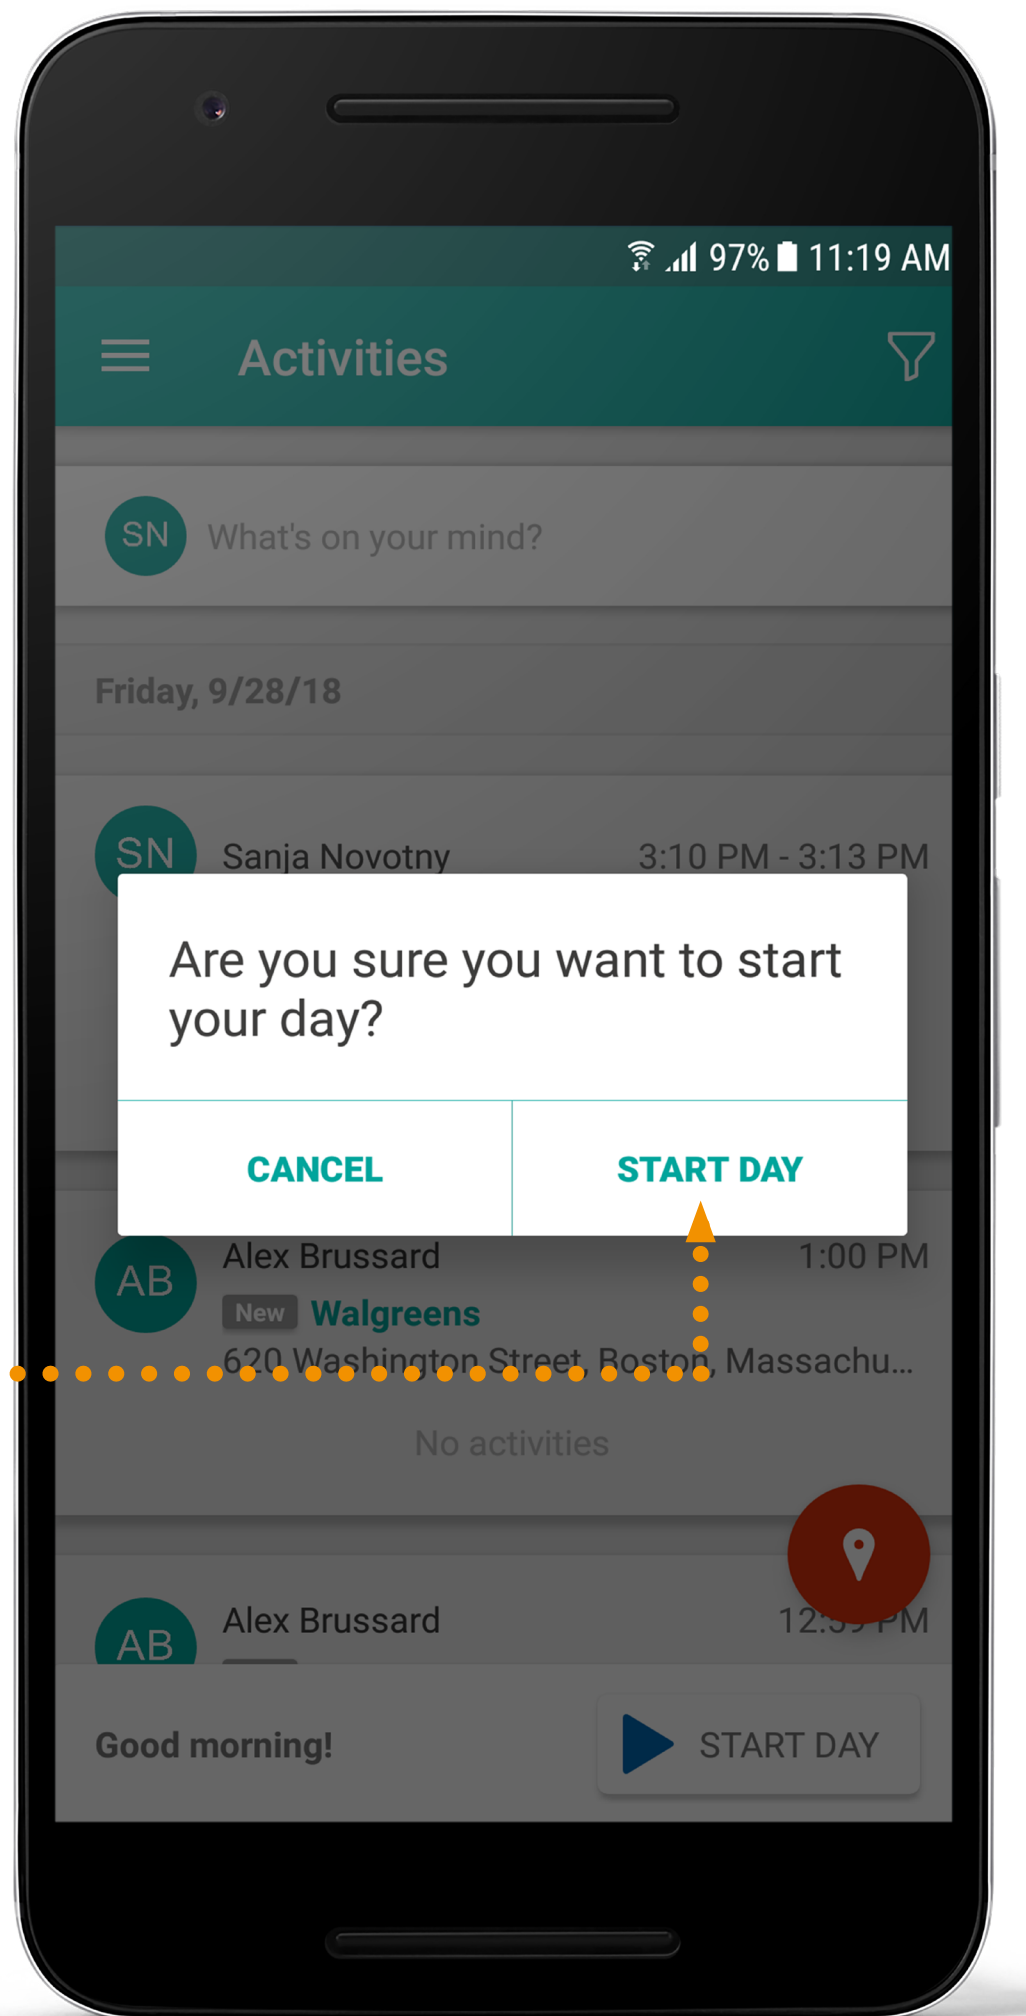 97% 11:19 AM
Activities
SN What's on your mind?
Friday, 9/28/18
SN Sanja Novotny 3:10 PM - 3:13 PM
Are you sure you want to start
your day?
CANCEL START DAY
AB Alex Brussard 1:00 PM
New Walgreens
620 Washington Street, Boston, Massachu...
No activities
AB Alex Brussard 12:59 PM
Good morning! START DAY